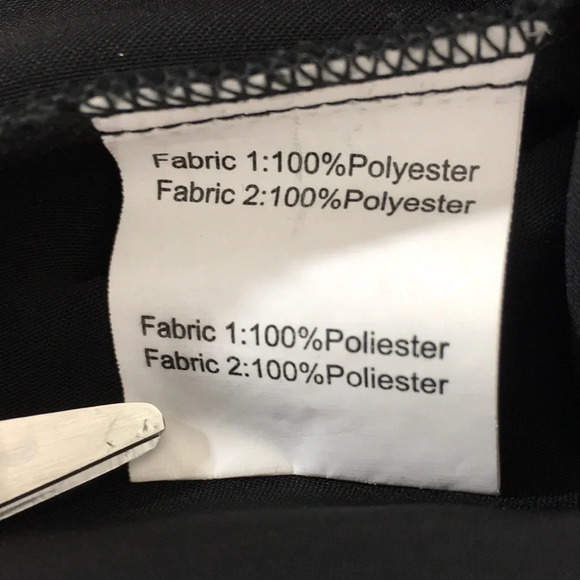 Fabric 1:100%Polyester
Fabric 2:100%Polyester
Fabric 1:100%Poliester
Fabric 2:100%Poliester